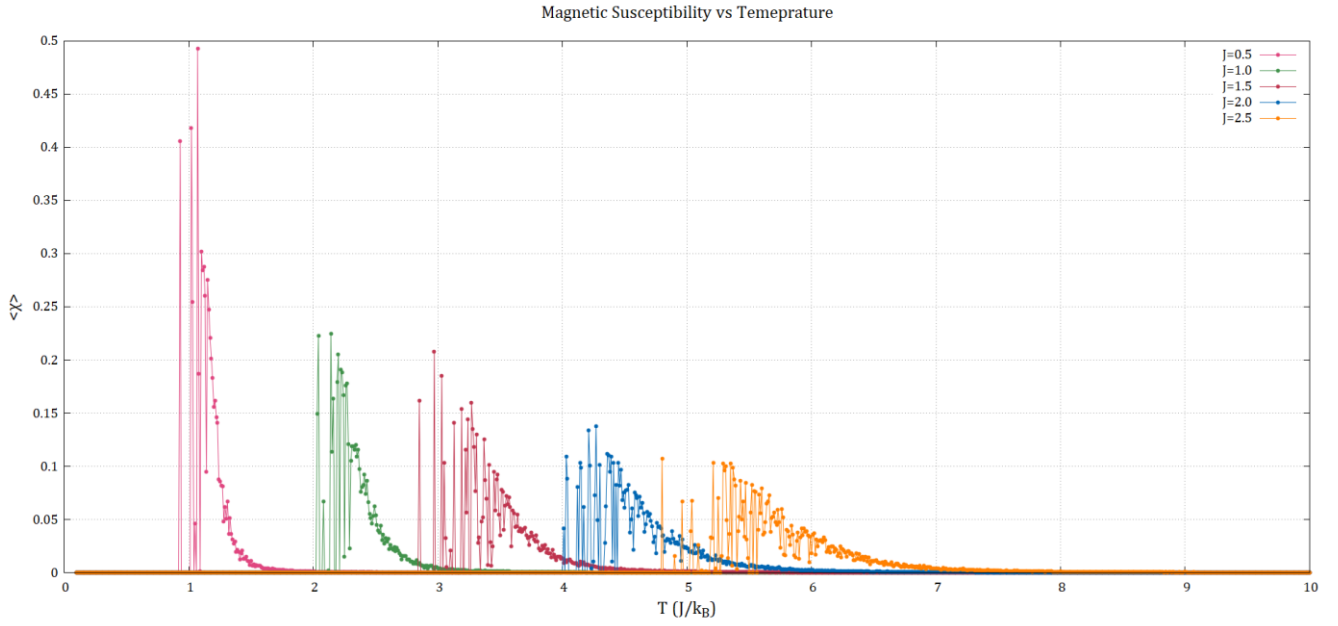 Magnetic Susceptibility vs Temeprature
J=0.5
J=1.0
J=1.5
J=2.0
J=2.5
0.5
0.45
0.4
0.35
0.3
0.25
0.2
0.15
0.1
0.05
0
<χ>
0 1 2 3 4 5 6 7 8 9 10
T (J/k_B)